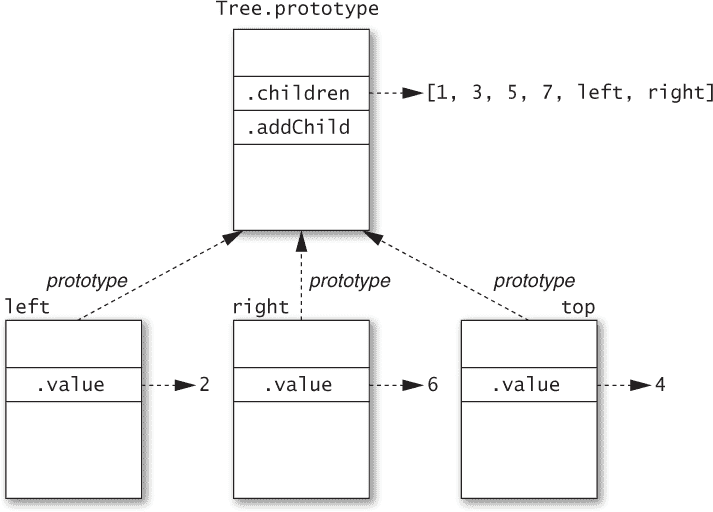 Tree.prototype
.children
[1, 3, 5, 7, left, right]
.addChild
prototype
prototype
prototype
left
right
top
.value
2
.value
6
.value
4